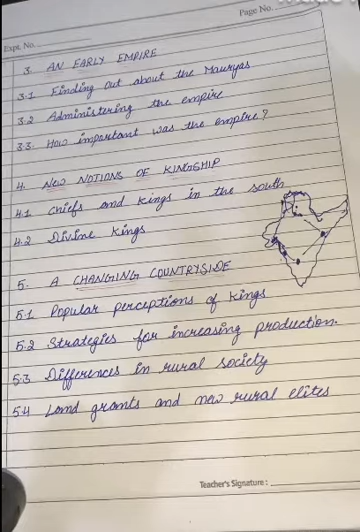 Page No.
Expt. No.
3. AN EARLY EMPIRE
3.1 Finding out about the Mauryas
3.2 Administering the empire
3.3. How important was the empire?
4. NEW NOTIONS OF KINGSHIP
4.1 Chiefs and kings in the south
4.2 Divine Kings
5. A CHANGING COUNTRYSIDE
5.1 Popular perceptions of kings
5.2 Strategies for increasing production.
5.3 Differences in rural society
5.4 Land grants and new rural elites
Teacher's Signature :